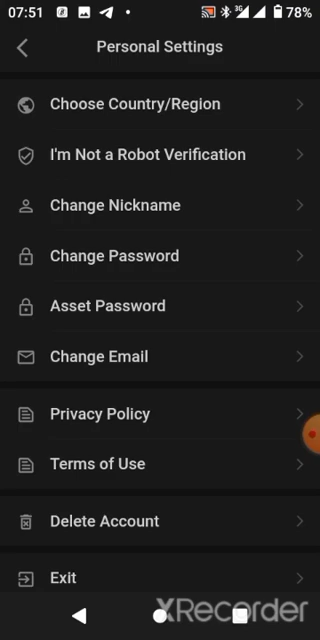 07:51 3G 78%
Personal Settings
Choose Country/Region
I'm Not a Robot Verification
Change Nickname
Change Password
Asset Password
Change Email
Privacy Policy
Terms of Use
Delete Account
Exit
XRecorder